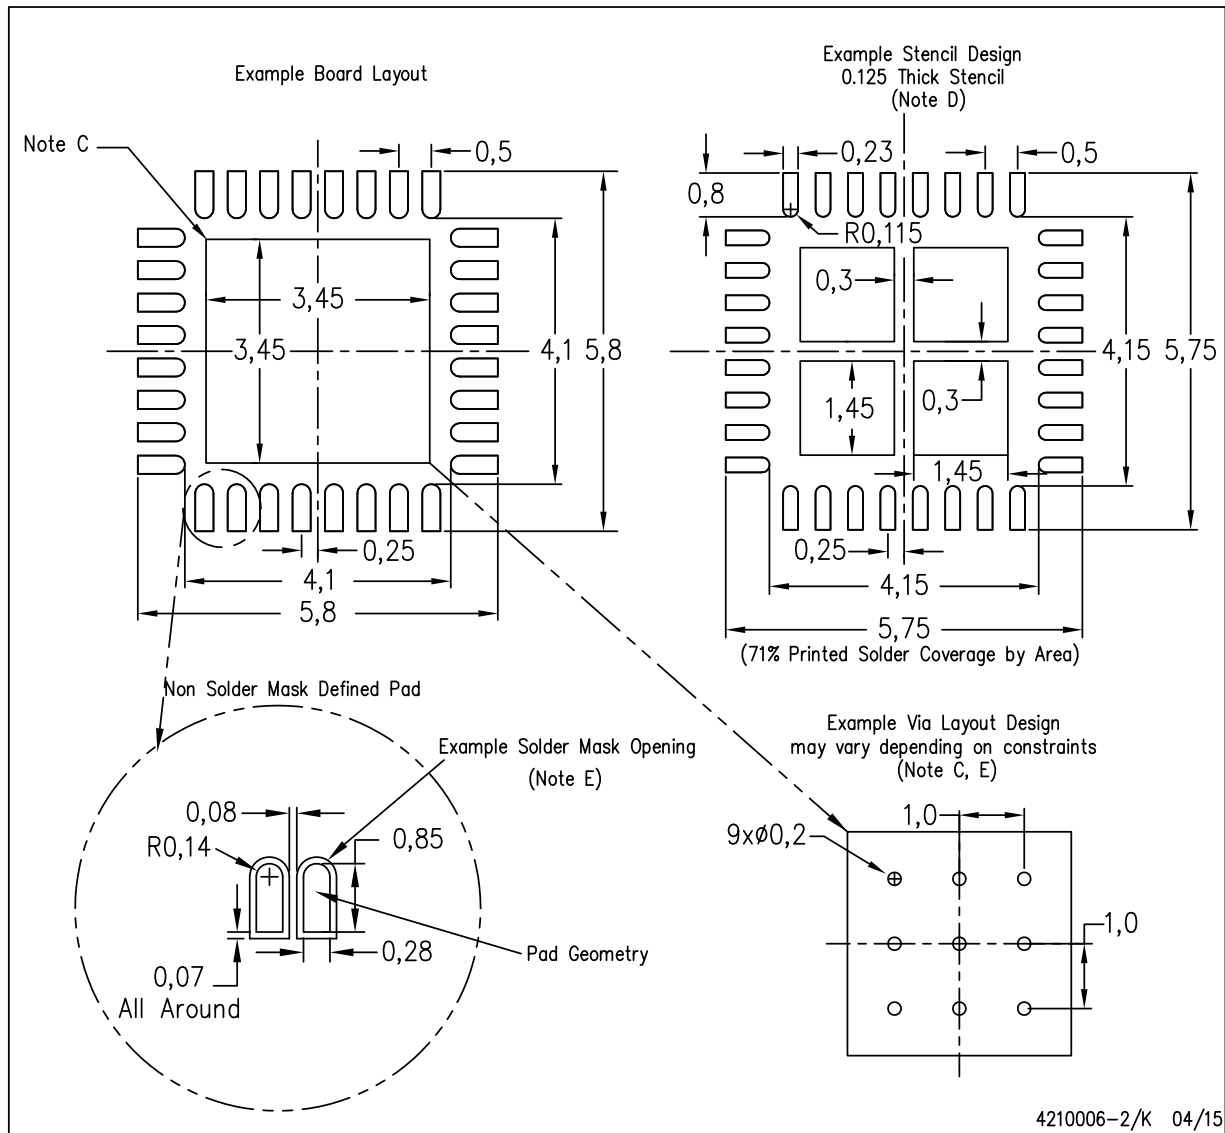 Example Board Layout
Note C
0,5
3,45
3,45
4,1
5,8
0,25
4,1
5,8
Example Stencil Design
0.125 Thick Stencil
(Note D)
0,23
0,5
0,8
R0,115
0,3
4,15
5,75
1,45
0,3
1,45
0,25
4,15
5,75
(71% Printed Solder Coverage by Area)
Non Solder Mask Defined Pad
Example Solder Mask Opening
(Note E)
0,08
R0,14
0,85
0,28
Pad Geometry
0,07
All Around
Example Via Layout Design
may vary depending on constraints
(Note C, E)
1,0
9xø0,2
1,0
4210006-2/K 04/15